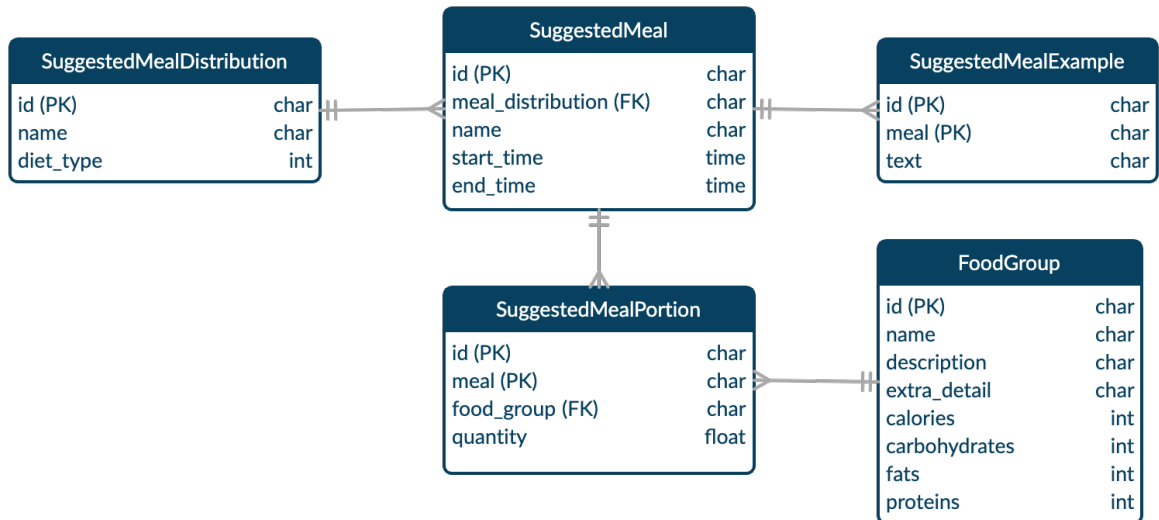 SuggestedMealDistribution
id (PK) char
name char
diet_type int
SuggestedMeal
id (PK) char
meal_distribution (FK) char
name char
start_time time
end_time time
SuggestedMealExample
id (PK) char
meal (PK) char
text char
SuggestedMealPortion
id (PK) char
meal (PK) char
food_group (FK) char
quantity float
FoodGroup
id (PK) char
name char
description char
extra_detail char
calories int
carbohydrates int
fats int
proteins int